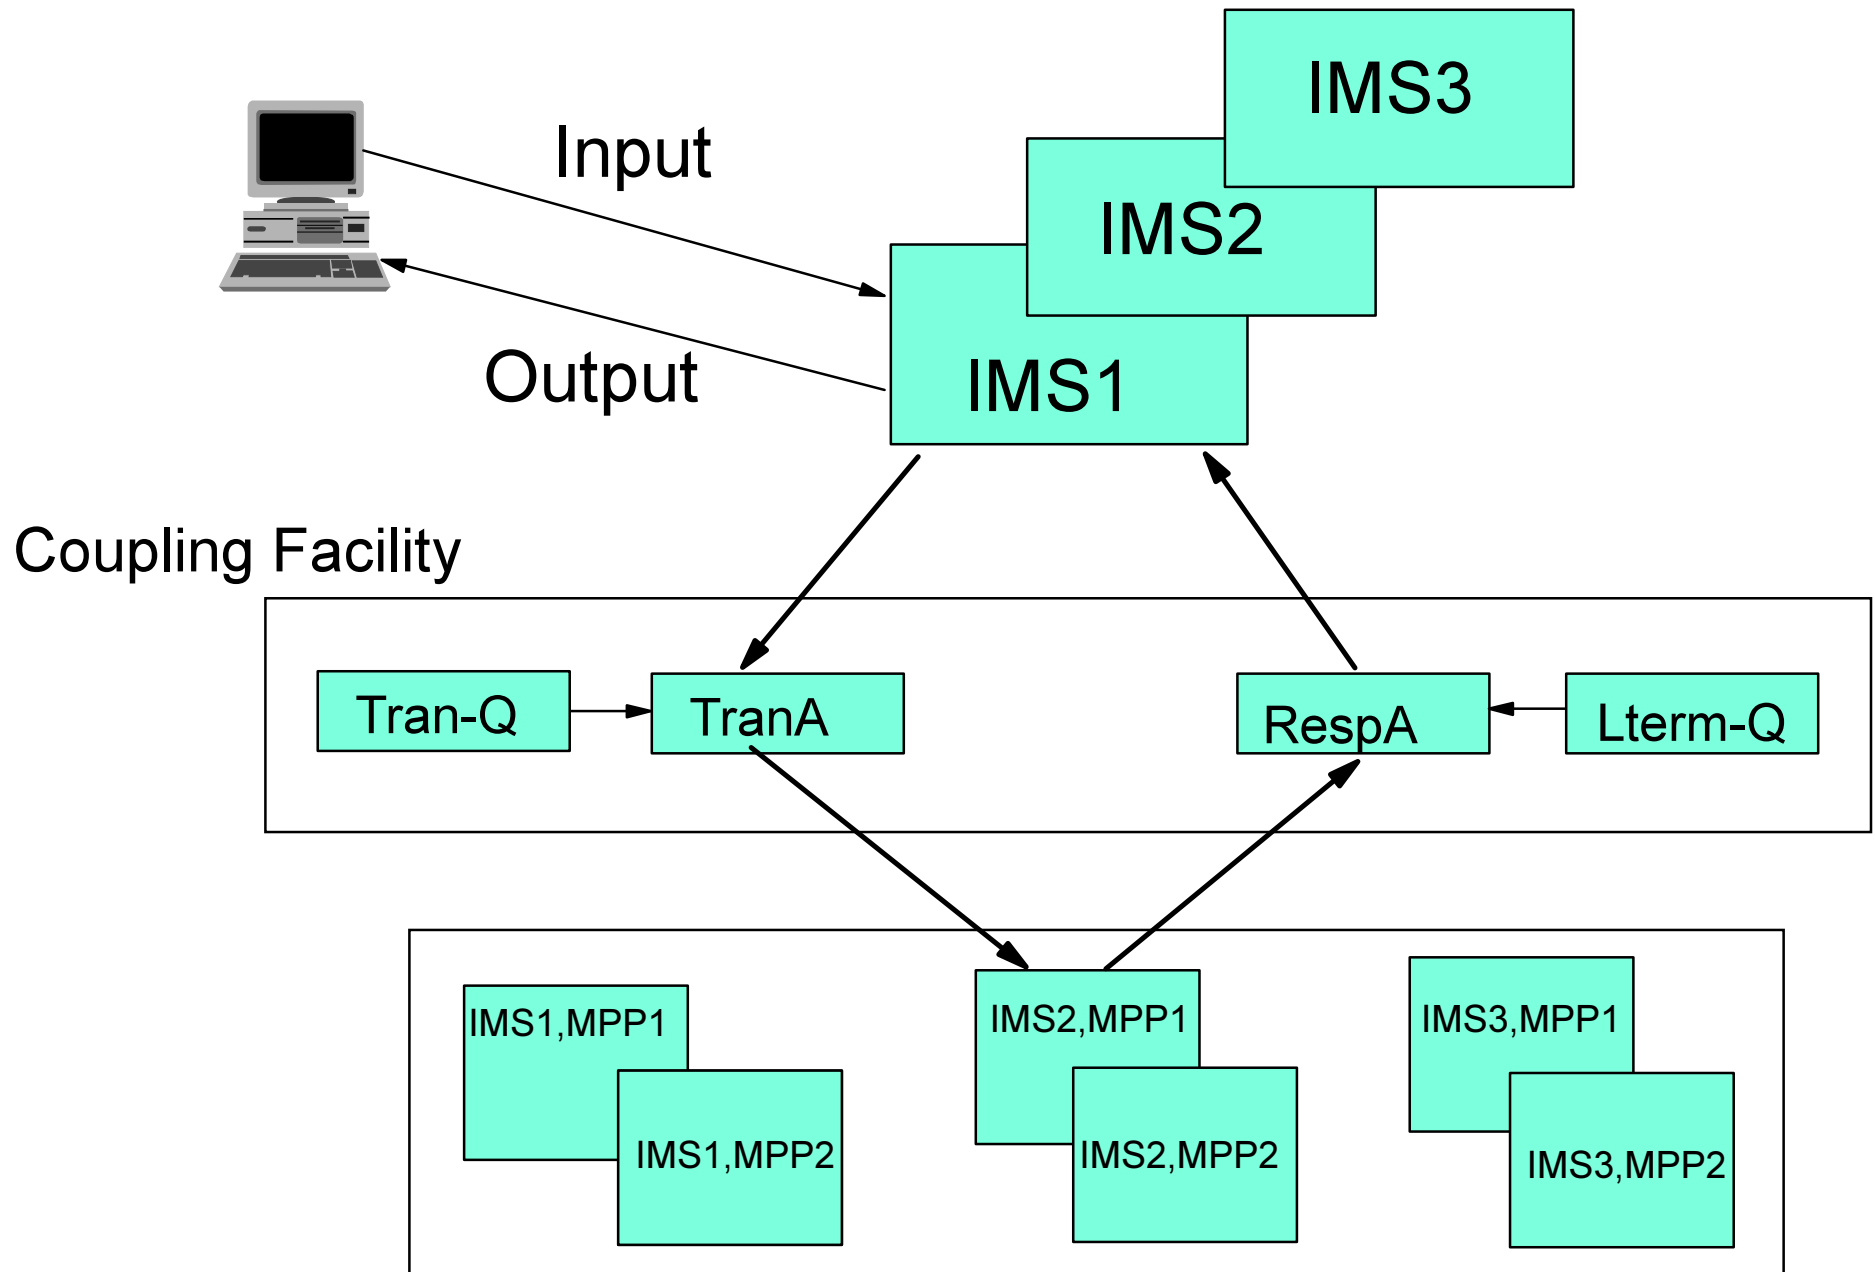 IMS3
Input
IMS2
Output
IMS1
Coupling Facility
Tran-Q
TranA
RespA
Lterm-Q
IMS1,MPP1
IMS2,MPP1
IMS3,MPP1
IMS1,MPP2
IMS2,MPP2
IMS3,MPP2